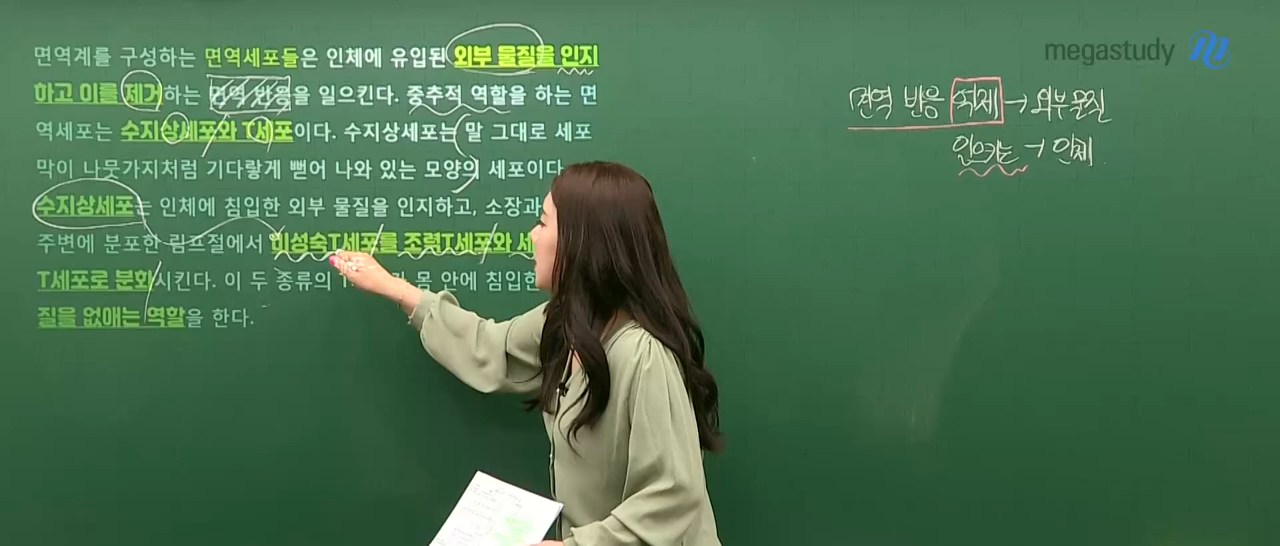 면역계를 구성하는 면역세포들은 인체에 유입된 외부 물질을 인지
하고 이를 제거하는 면역 반응을 일으킨다. 중추적 역할을 하는 면
역세포는 수지상세포와 T세포이다. 수지상세포는 말 그대로 세포
막이 나뭇가지처럼 기다랗게 뻗어 나와 있는 모양의 세포이다
수지상세포는 인체에 침입한 외부 물질을 인지하고, 소장과
주변에 분포한 림프절에서 미성숙T세포를 조력T세포와 세
T세포로 분화시킨다. 이 두 종류의 몸 안에 침입한
질을 없애는 역할을 한다.
megastudy
면역 반응 억제 → 외부물질
일으키는 → 인체